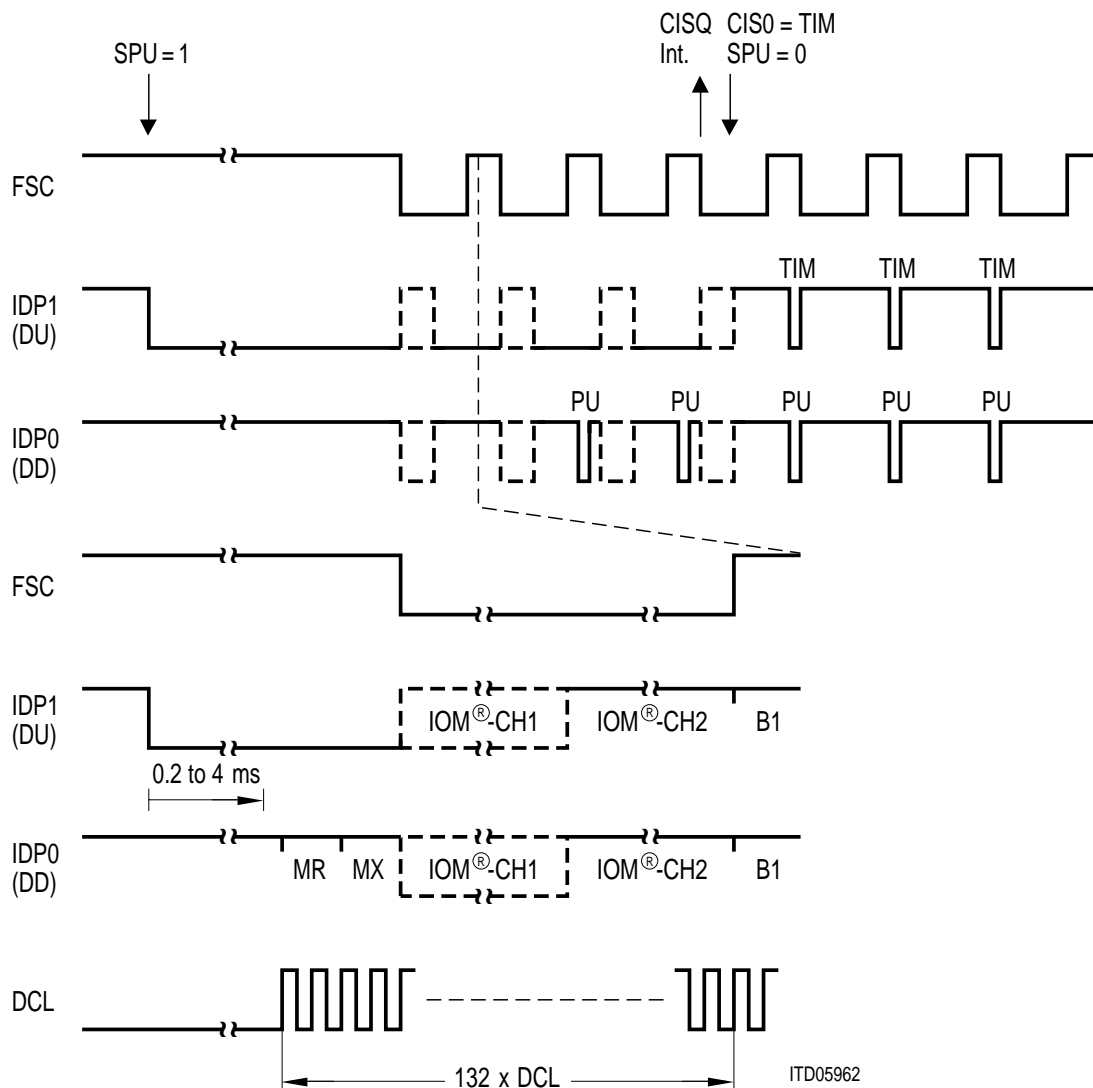 CISQ CIS0 = TIM
SPU = 1 Int. SPU = 0
FSC
TIM TIM TIM
IDP1
(DU)
PU PU PU PU PU
IDP0
(DD)
FSC
IDP1
(DU)
IOM®-CH1 IOM®-CH2 B1
0.2 to 4 ms
IDP0
(DD)
MR MX IOM®-CH1 IOM®-CH2 B1
DCL
132 x DCL
ITD05962